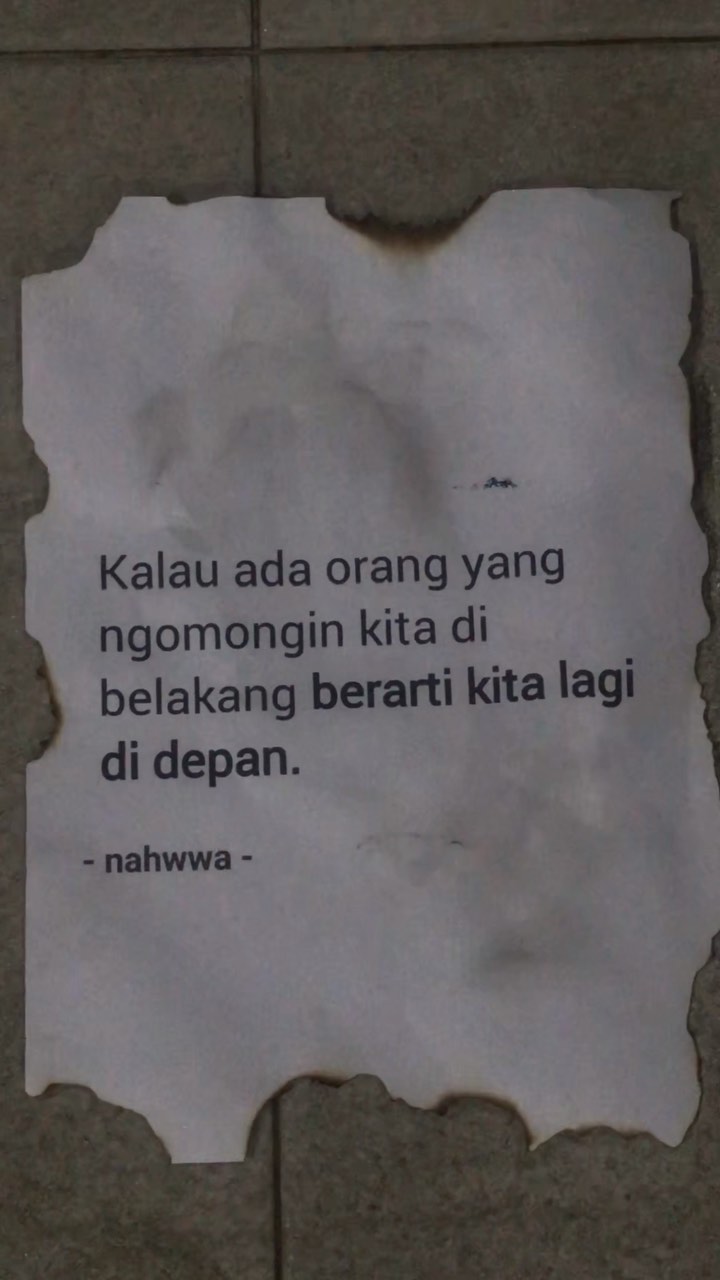 Kalau ada orang yang
ngomongin kita di
belakang berarti kita lagi
di depan.
- nahwwa -